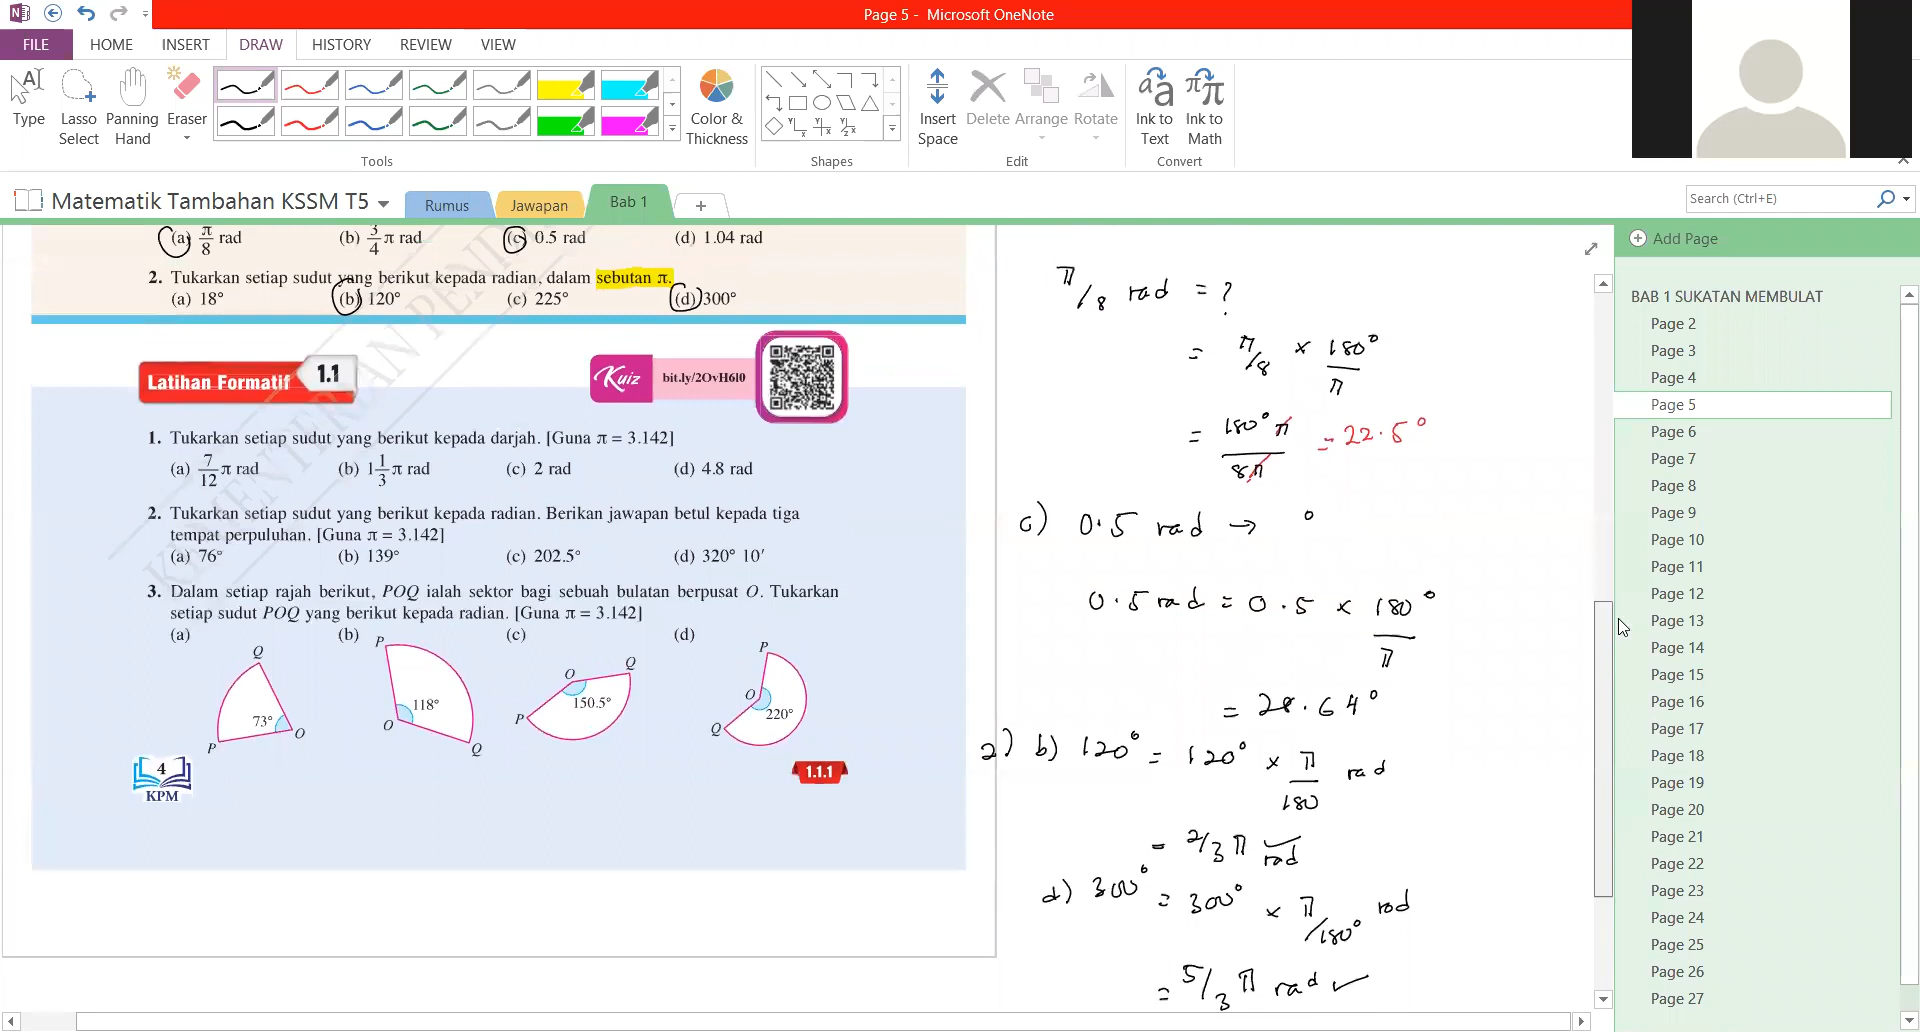 Page 5 - Microsoft OneNote
FILE HOME INSERT DRAW HISTORY REVIEW VIEW
Type
Lasso Select
Panning Hand
Eraser
Color & Thickness
Insert Space
Delete
Arrange
Rotate
Ink to Text
Ink to Math
Tools Shapes Edit Convert
Matematik Tambahan KSSM T5 Rumus Jawapan Bab 1
Search (Ctrl+E)
(a) π/8 rad (b) 3/4 π rad (c) 0.5 rad (d) 1.04 rad
2. Tukarkan setiap sudut yang berikut kepada radian, dalam sebutan π.
(a) 18° (b) 120° (c) 225° (d) 300°
Latihan Formatif 1.1 Kuiz bit.ly/2OvH6l0
1. Tukarkan setiap sudut yang berikut kepada darjah. [Guna π = 3.142]
(a) 7/12 π rad (b) 1 1/3 π rad (c) 2 rad (d) 4.8 rad
2. Tukarkan setiap sudut yang berikut kepada radian. Berikan jawapan betul kepada tiga
tempat perpuluhan. [Guna π = 3.142]
(a) 76° (b) 139° (c) 202.5° (d) 320° 10′
3. Dalam setiap rajah berikut, POQ ialah sektor bagi sebuah bulatan berpusat O. Tukarkan
setiap sudut POQ yang berikut kepada radian. [Guna π = 3.142]
(a) (b) (c) (d)
Q 73° O P
P 118° O Q
O Q 150.5° P
P O 220° Q
4
KPM
1.1.1
KEMENTERIAN PENDI
π/8 rad = ?
= π/8 × 180°/π
= 180°π/8π = 22.5°
c) 0.5 rad → °
0.5 rad = 0.5 × 180°/π
= 28.64°
2) b) 120° = 120° × π/180 rad
= 2/3 π rad
d) 300° = 300° × π/180° rad
= 5/3 π rad ✓
Add Page
BAB 1 SUKATAN MEMBULAT
Page 2
Page 3
Page 4
Page 5
Page 6
Page 7
Page 8
Page 9
Page 10
Page 11
Page 12
Page 13
Page 14
Page 15
Page 16
Page 17
Page 18
Page 19
Page 20
Page 21
Page 22
Page 23
Page 24
Page 25
Page 26
Page 27